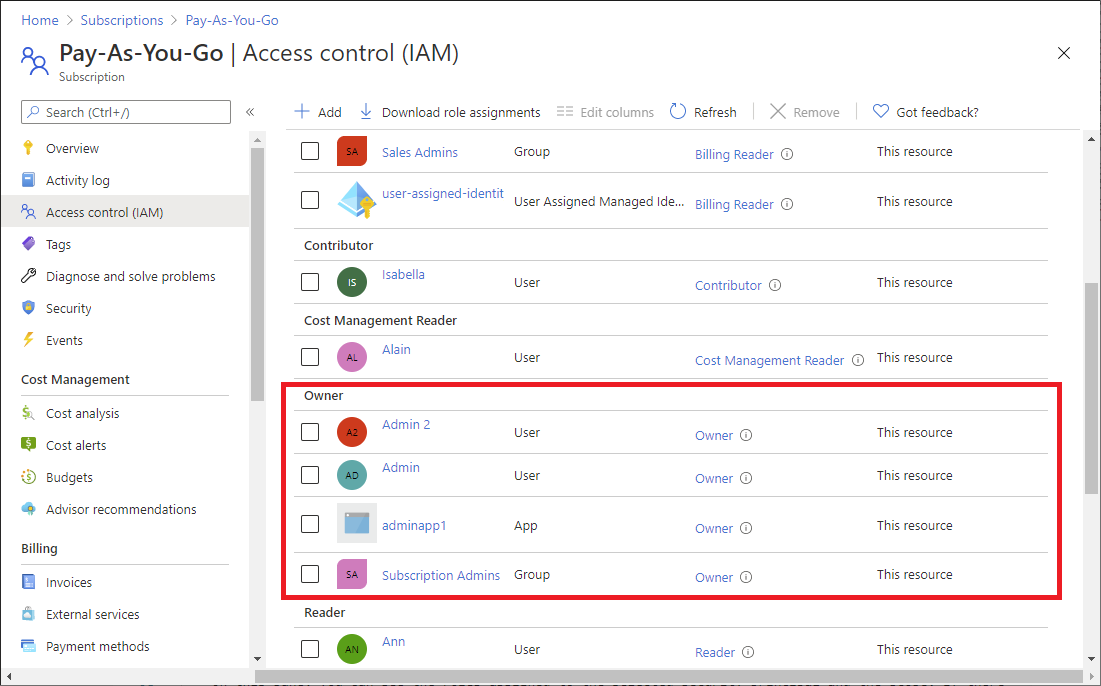 Home > Subscriptions > Pay-As-You-Go
Pay-As-You-Go | Access control (IAM)
Subscription
Search (Ctrl+/)
«
Overview
Activity log
Access control (IAM)
Tags
Diagnose and solve problems
Security
Events
Cost Management
Cost analysis
Cost alerts
Budgets
Advisor recommendations
Billing
Invoices
External services
Payment methods
Add Download role assignments Edit columns Refresh Remove Got feedback?
SA Sales Admins Group Billing Reader This resource
user-assigned-identit User Assigned Managed Ide... Billing Reader This resource
Contributor
IS Isabella User Contributor This resource
Cost Management Reader
AL Alain User Cost Management Reader This resource
Owner
A2 Admin 2 User Owner This resource
AD Admin User Owner This resource
adminapp1 App Owner This resource
SA Subscription Admins Group Owner This resource
Reader
AN Ann User Reader This resource